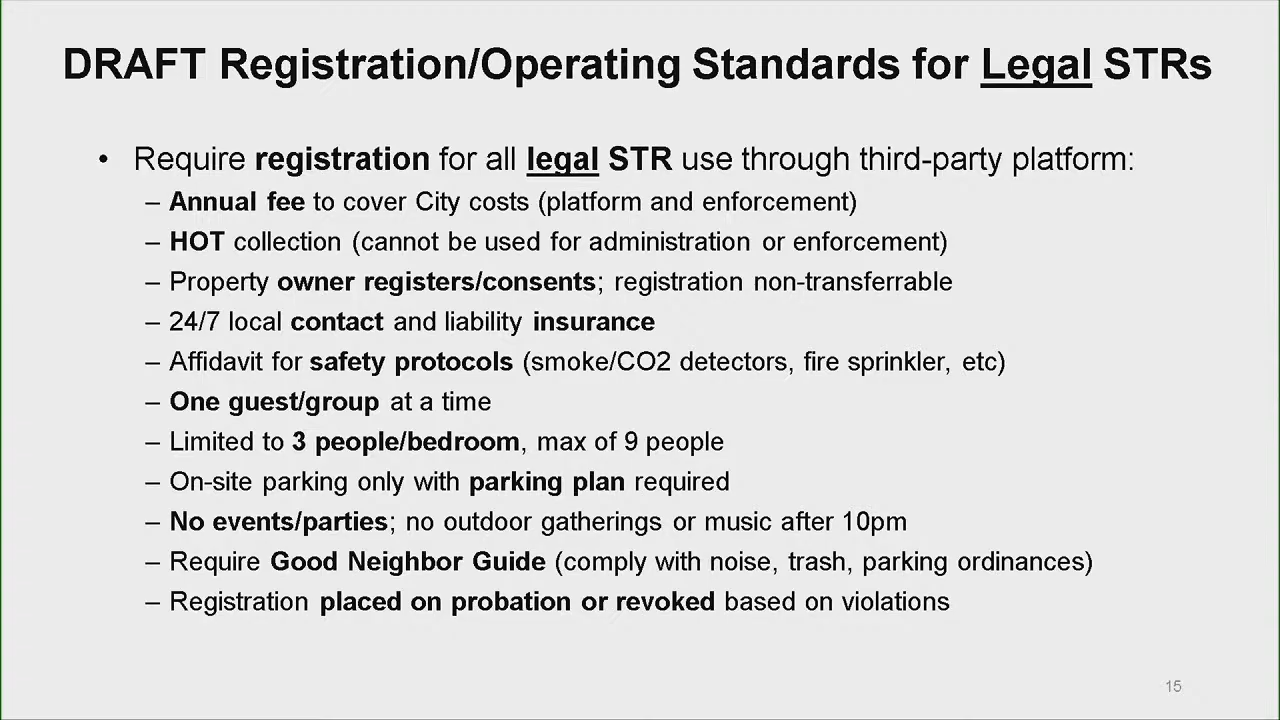 DRAFT Registration/Operating Standards for Legal STRs
• Require registration for all legal STR use through third-party platform:
– Annual fee to cover City costs (platform and enforcement)
– HOT collection (cannot be used for administration or enforcement)
– Property owner registers/consents; registration non-transferrable
– 24/7 local contact and liability insurance
– Affidavit for safety protocols (smoke/CO2 detectors, fire sprinkler, etc)
– One guest/group at a time
– Limited to 3 people/bedroom, max of 9 people
– On-site parking only with parking plan required
– No events/parties; no outdoor gatherings or music after 10pm
– Require Good Neighbor Guide (comply with noise, trash, parking ordinances)
– Registration placed on probation or revoked based on violations
15